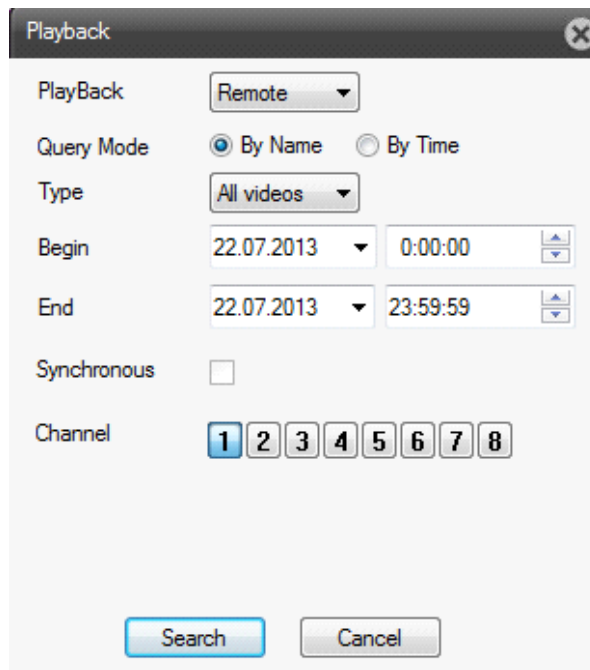 Playback
PlayBack Remote
Query Mode By Name By Time
Type All videos
Begin 22.07.2013 0:00:00
End 22.07.2013 23:59:59
Synchronous
Channel 1 2 3 4 5 6 7 8
Search Cancel